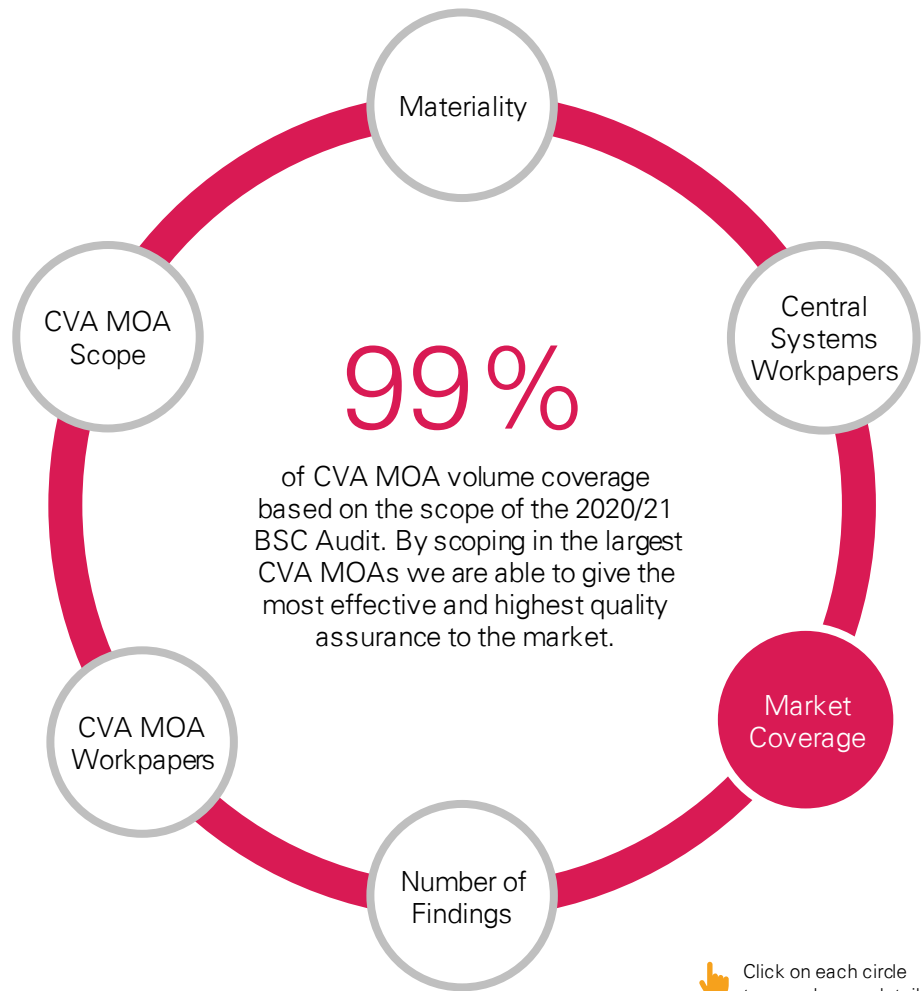 Materiality
CVA MOA
Scope
Central
Systems
Workpapers
99%
of CVA MOA volume coverage
based on the scope of the 2020/21
BSC Audit. By scoping in the largest
CVA MOAs we are able to give the
most effective and highest quality
assurance to the market.
Market
Coverage
CVA MOA
Workpapers
Number of
Findings
Click on each circle